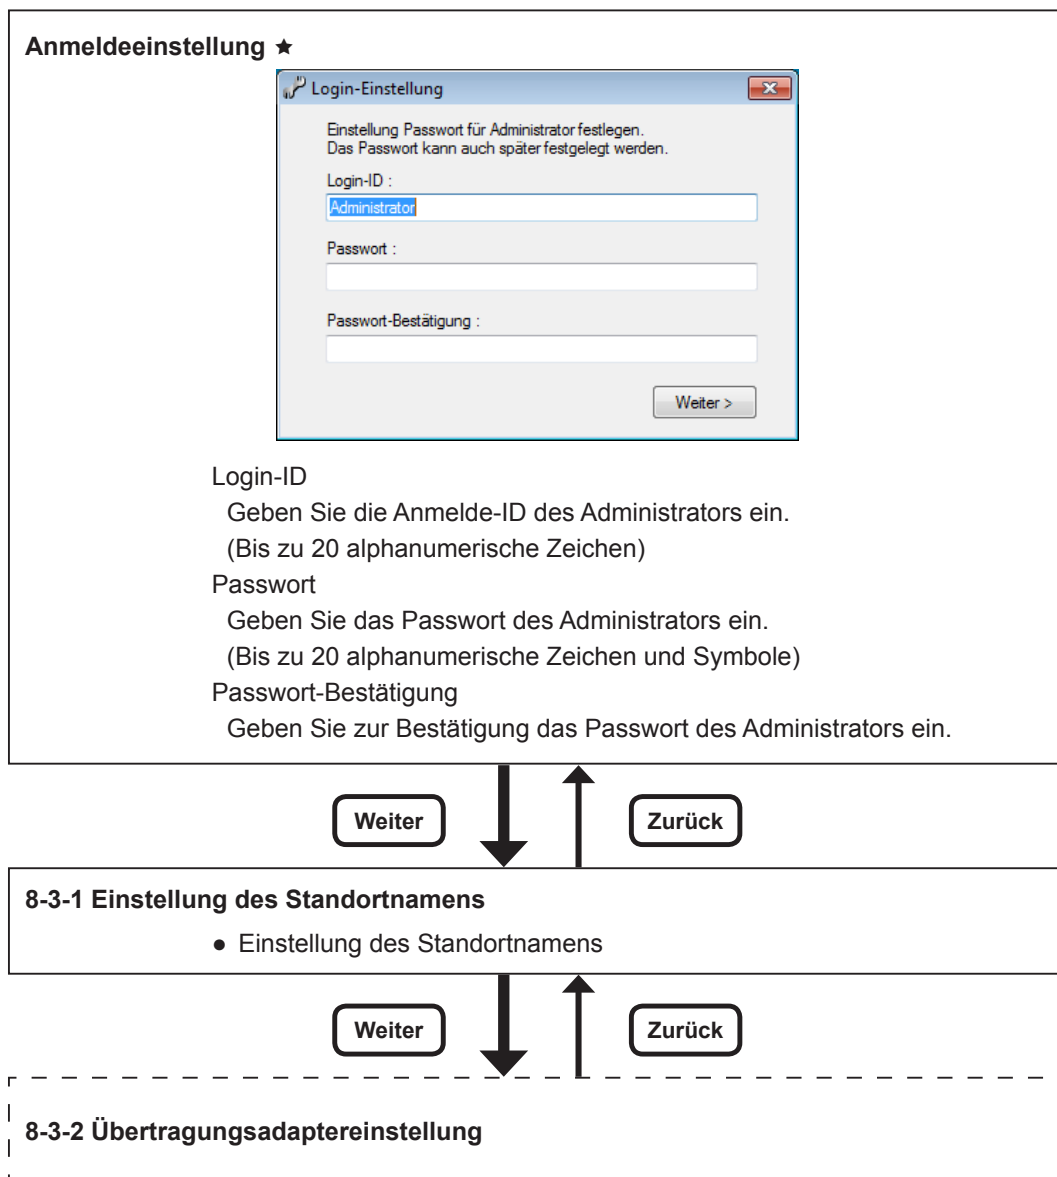 Anmeldeeinstellung ★
Login-Einstellung
Einstellung Passwort für Administrator festlegen.
Das Passwort kann auch später festgelegt werden.
Login-ID :
Administrator
Passwort :
Passwort-Bestätigung :
Weiter >
Login-ID
Geben Sie die Anmelde-ID des Administrators ein.
(Bis zu 20 alphanumerische Zeichen)
Passwort
Geben Sie das Passwort des Administrators ein.
(Bis zu 20 alphanumerische Zeichen und Symbole)
Passwort-Bestätigung
Geben Sie zur Bestätigung das Passwort des Administrators ein.
Weiter Zurück
8-3-1 Einstellung des Standortnamens
● Einstellung des Standortnamens
Weiter Zurück
8-3-2 Übertragungsadaptereinstellung